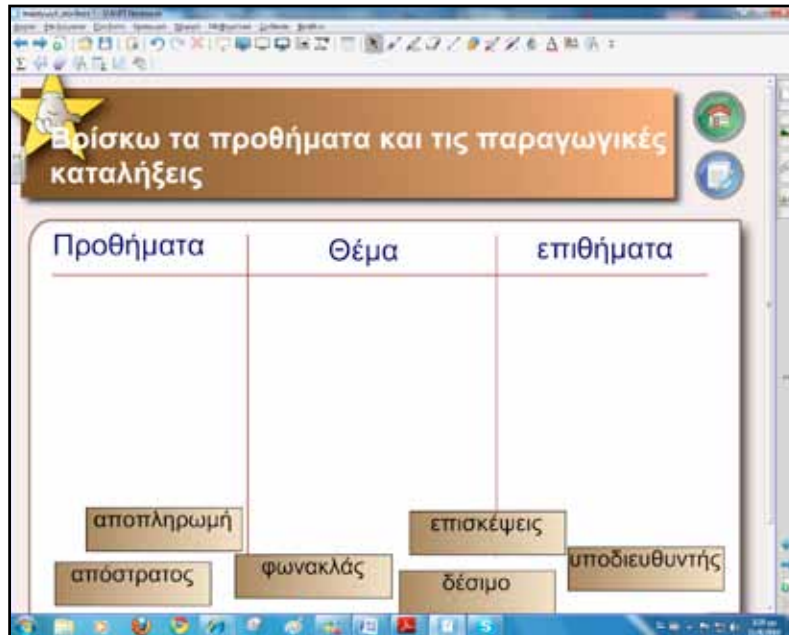 Βρίσκω τα προθήματα και τις παραγωγικές
καταλήξεις
Προθήματα Θέμα επιθήματα
αποπληρωμή επισκέψεις
απόστρατος φωνακλάς δέσιμο υποδιευθυντής